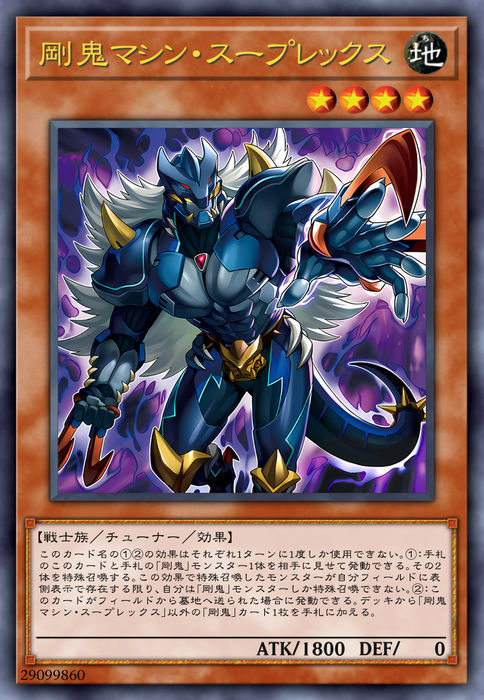 剛鬼マシン・スープレックス
地
ち
【戦士族／チューナー／効果】
このカード名の①②の効果はそれぞれ1ターンに1度しか使用できない。①：手札
のこのカードと手札の「剛鬼」モンスター1体を相手に見せて発動できる。その2
体を特殊召喚する。この効果で特殊召喚したモンスターが自分フィールドに表
側表示で存在する限り、自分は「剛鬼」モンスターしか特殊召喚できない。②：こ
のカードがフィールドから墓地へ送られた場合に発動できる。デッキから「剛鬼
マシン・スープレックス」以外の「剛鬼」カード1枚を手札に加える。
ATK/1800 DEF/ 0
29099860